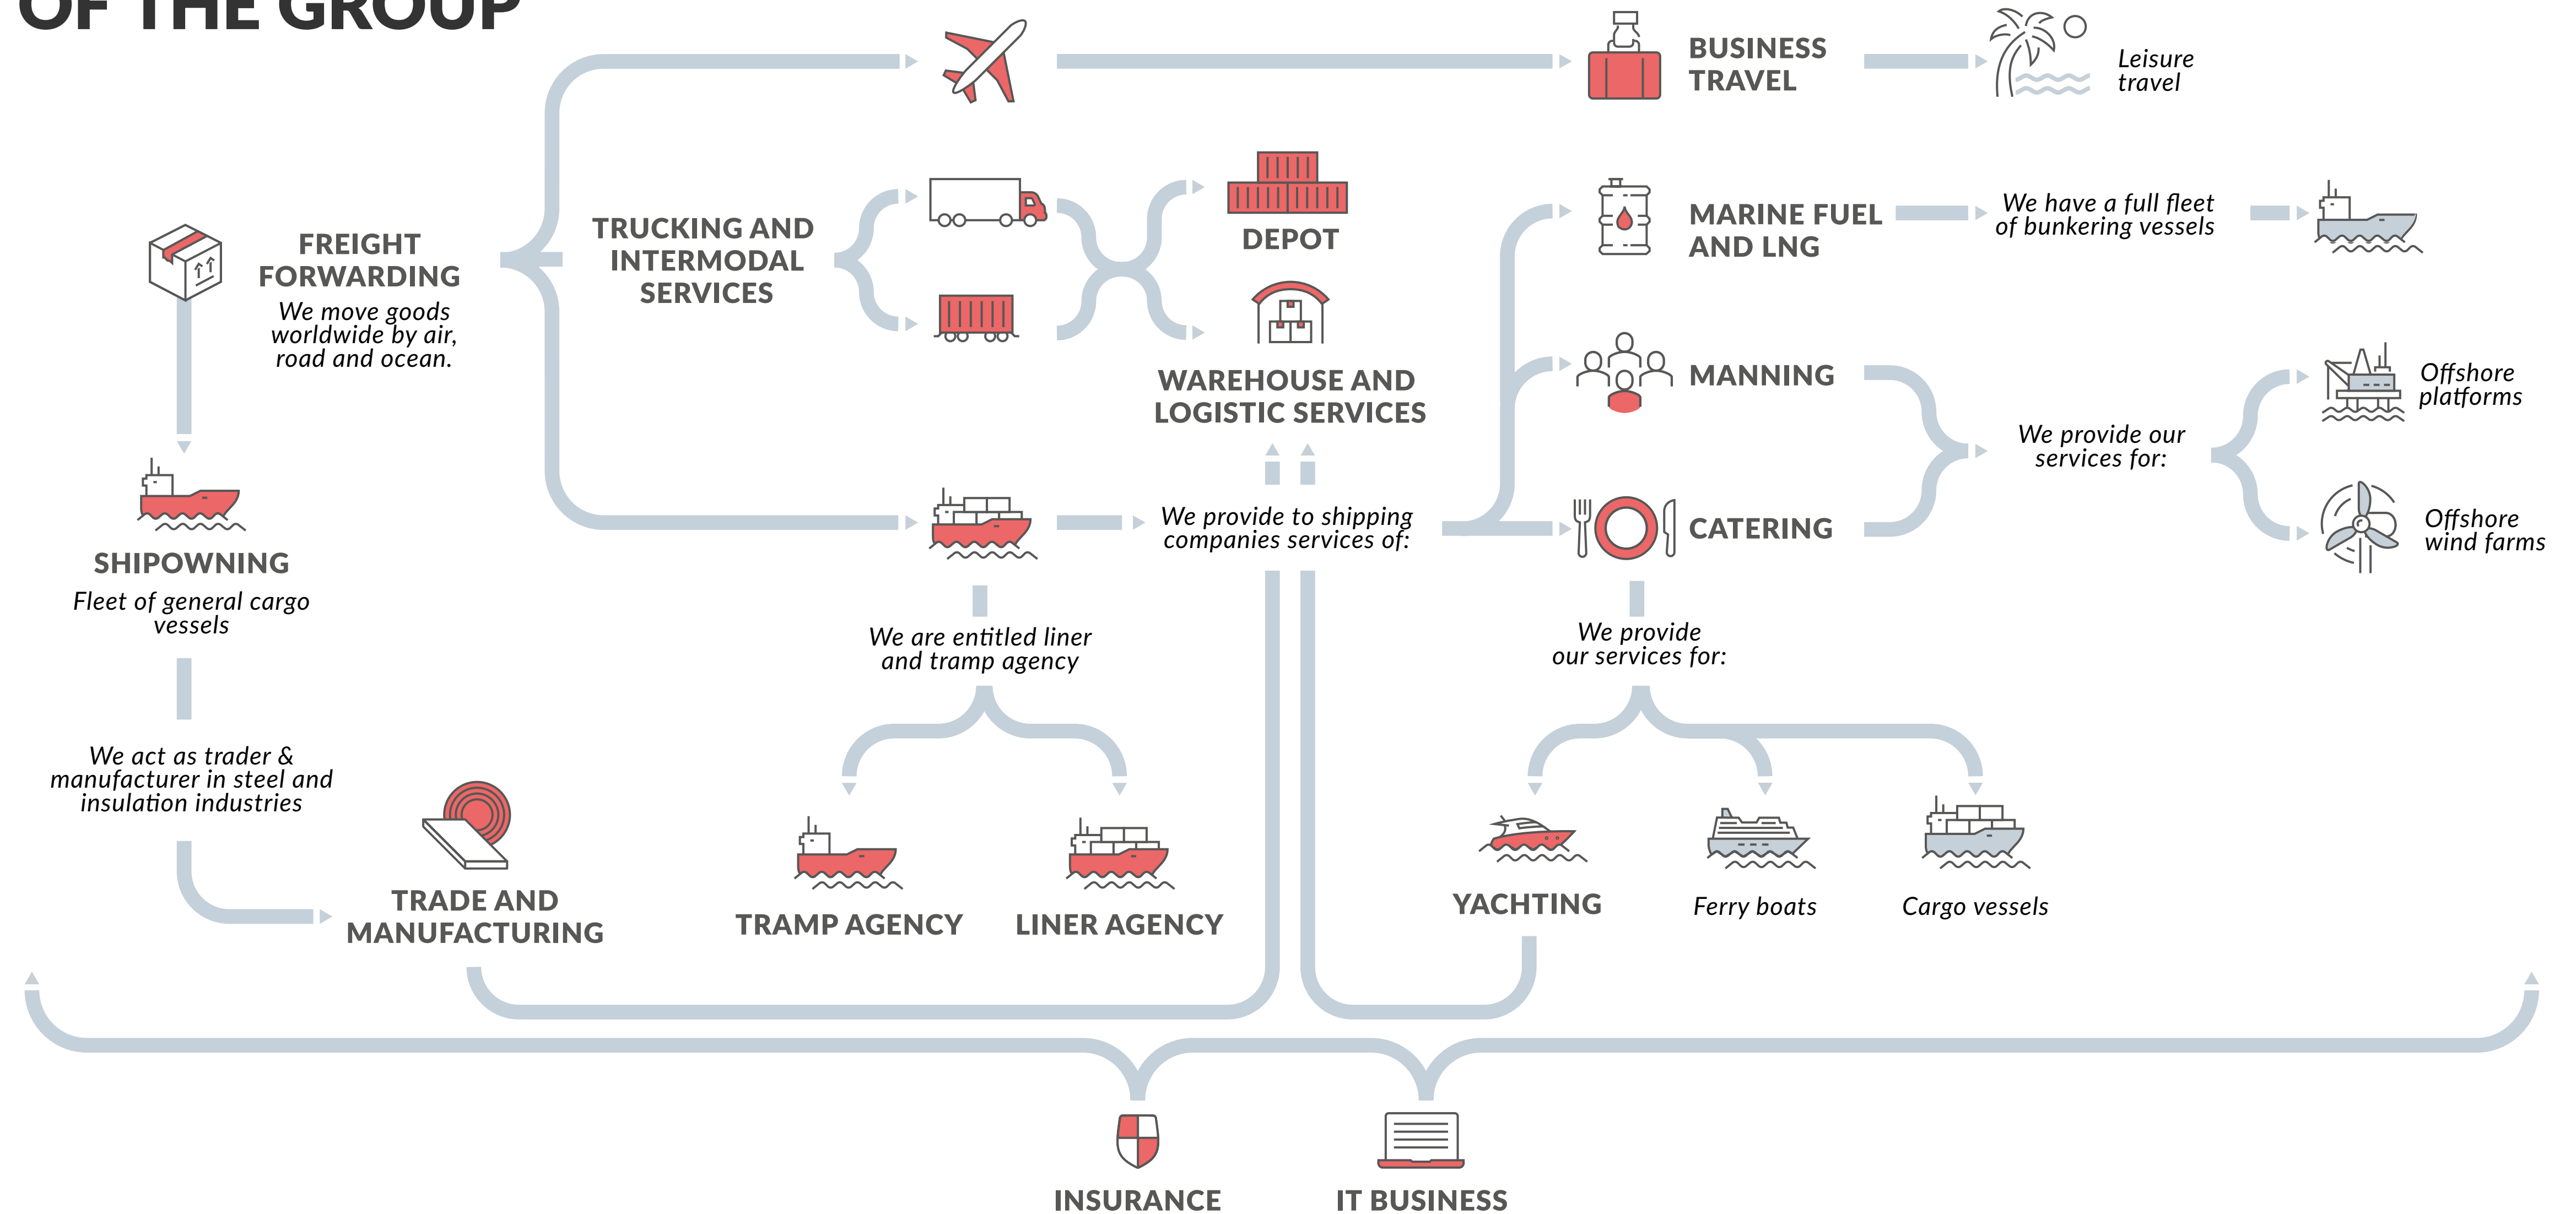 OF THE GROUP
BUSINESS
TRAVEL
Leisure
travel
FREIGHT
FORWARDING
We move goods
worldwide by air,
road and ocean.
TRUCKING AND
INTERMODAL
SERVICES
DEPOT
WAREHOUSE AND
LOGISTIC SERVICES
MARINE FUEL
AND LNG
We have a full fleet
of bunkering vessels
MANNING
CATERING
We provide our
services for:
Offshore
platforms
Offshore
wind farms
SHIPOWNING
Fleet of general cargo
vessels
We provide to shipping
companies services of:
We are entitled liner
and tramp agency
We provide
our services for:
We act as trader &
manufacturer in steel and
insulation industries
TRADE AND
MANUFACTURING
TRAMP AGENCY
LINER AGENCY
YACHTING
Ferry boats
Cargo vessels
INSURANCE
IT BUSINESS